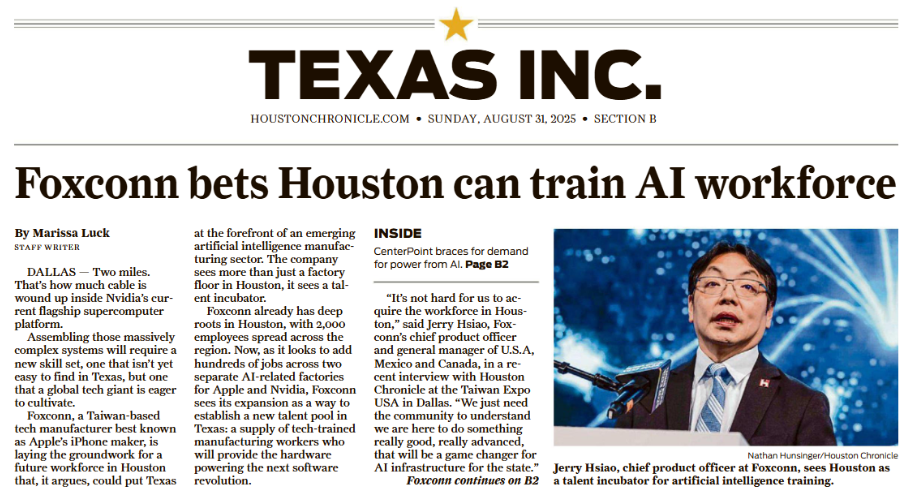 TEXAS INC.
HOUSTONCHRONICLE.COM • SUNDAY, AUGUST 31, 2025 • SECTION B
Foxconn bets Houston can train AI workforce
By Marissa Luck
STAFF WRITER
DALLAS — Two miles.
That's how much cable is
wound up inside Nvidia's cur-
rent flagship supercomputer
platform.
Assembling those massively
complex systems will require a
new skill set, one that isn't yet
easy to find in Texas, but one
that a global tech giant is eager
to cultivate.
Foxconn, a Taiwan-based
tech manufacturer best known
as Apple's iPhone maker, is
laying the groundwork for a
future workforce in Houston
that, it argues, could put Texas
at the forefront of an emerging
artificial intelligence manufac-
turing sector. The company
sees more than just a factory
floor in Houston, it sees a tal-
ent incubator.
Foxconn already has deep
roots in Houston, with 2,000
employees spread across the
region. Now, as it looks to add
hundreds of jobs across two
separate AI-related factories
for Apple and Nvidia, Foxconn
sees its expansion as a way to
establish a new talent pool in
Texas: a supply of tech-trained
manufacturing workers who
will provide the hardware
powering the next software
revolution.
INSIDE
CenterPoint braces for demand
for power from AI. Page B2
"It's not hard for us to ac-
quire the workforce in Hous-
ton," said Jerry Hsiao, Fox-
conn's chief product officer
and general manager of U.S.A,
Mexico and Canada, in a re-
cent interview with Houston
Chronicle at the Taiwan Expo
USA in Dallas. "We just need
the community to understand
we are here to do something
really good, really advanced,
that will be a game changer for
AI infrastructure for the state."
Foxconn continues on B2
Nathan Hunsinger/Houston Chronicle
Jerry Hsiao, chief product officer at Foxconn, sees Houston as
a talent incubator for artificial intelligence training.